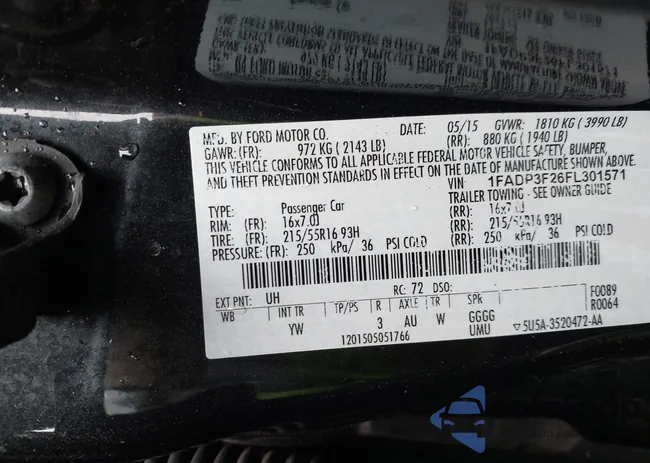 MFD. BY FORD MOTOR CO. DATE: 05/15 GVWR: 1810 KG ( 3990 LB)
GAWR: (FR): 972 KG ( 2143 LB) (RR): 880 KG ( 1940 LB)
THIS VEHICLE CONFORMS TO ALL APPLICABLE FEDERAL MOTOR VEHICLE SAFETY, BUMPER,
AND THEFT PREVENTION STANDARDS IN EFFECT ON THE DATE OF MANUFACTURE SHOWN ABOVE.
VIN: 1FADP3F26FL301571
TYPE: Passenger Car TRAILER TOWING - SEE OWNER GUIDE
RIM: (FR): 16x7.0J (RR): 16x7.0J
TIRE: (FR): 215/55R16 93H (RR): 215/55R16 93H
PRESSURE: (FR): 250 kPa/ 36 PSI COLD (RR): 250 kPa/ 36 PSI COLD
EXT PNT: UH RC: 72 DSO: F0089
WB INT TR TP/PS R AXLE TR SPR R0064
YW 3 AU W GGGG
1201505051766 UMU ▽5U5A-3520472-AA